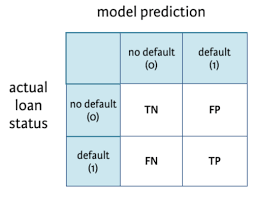 model prediction
no default
(0)
default
(1)
actual
loan
status
no default
(0)
TN
FP
default
(1)
FN
TP